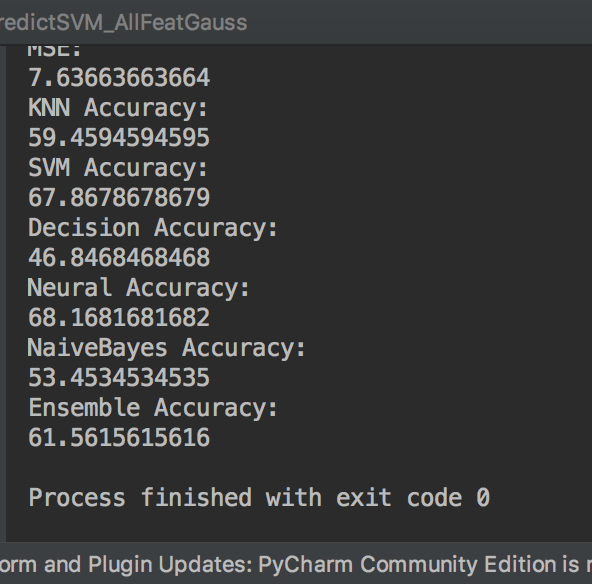 redictSVM_AllFeatGauss
MSE:
7.63663663664
KNN Accuracy:
59.4594594595
SVM Accuracy:
67.8678678679
Decision Accuracy:
46.8468468468
Neural Accuracy:
68.1681681682
NaiveBayes Accuracy:
53.4534534535
Ensemble Accuracy:
61.5615615616
Process finished with exit code 0
orm and Plugin Updates: PyCharm Community Edition is r